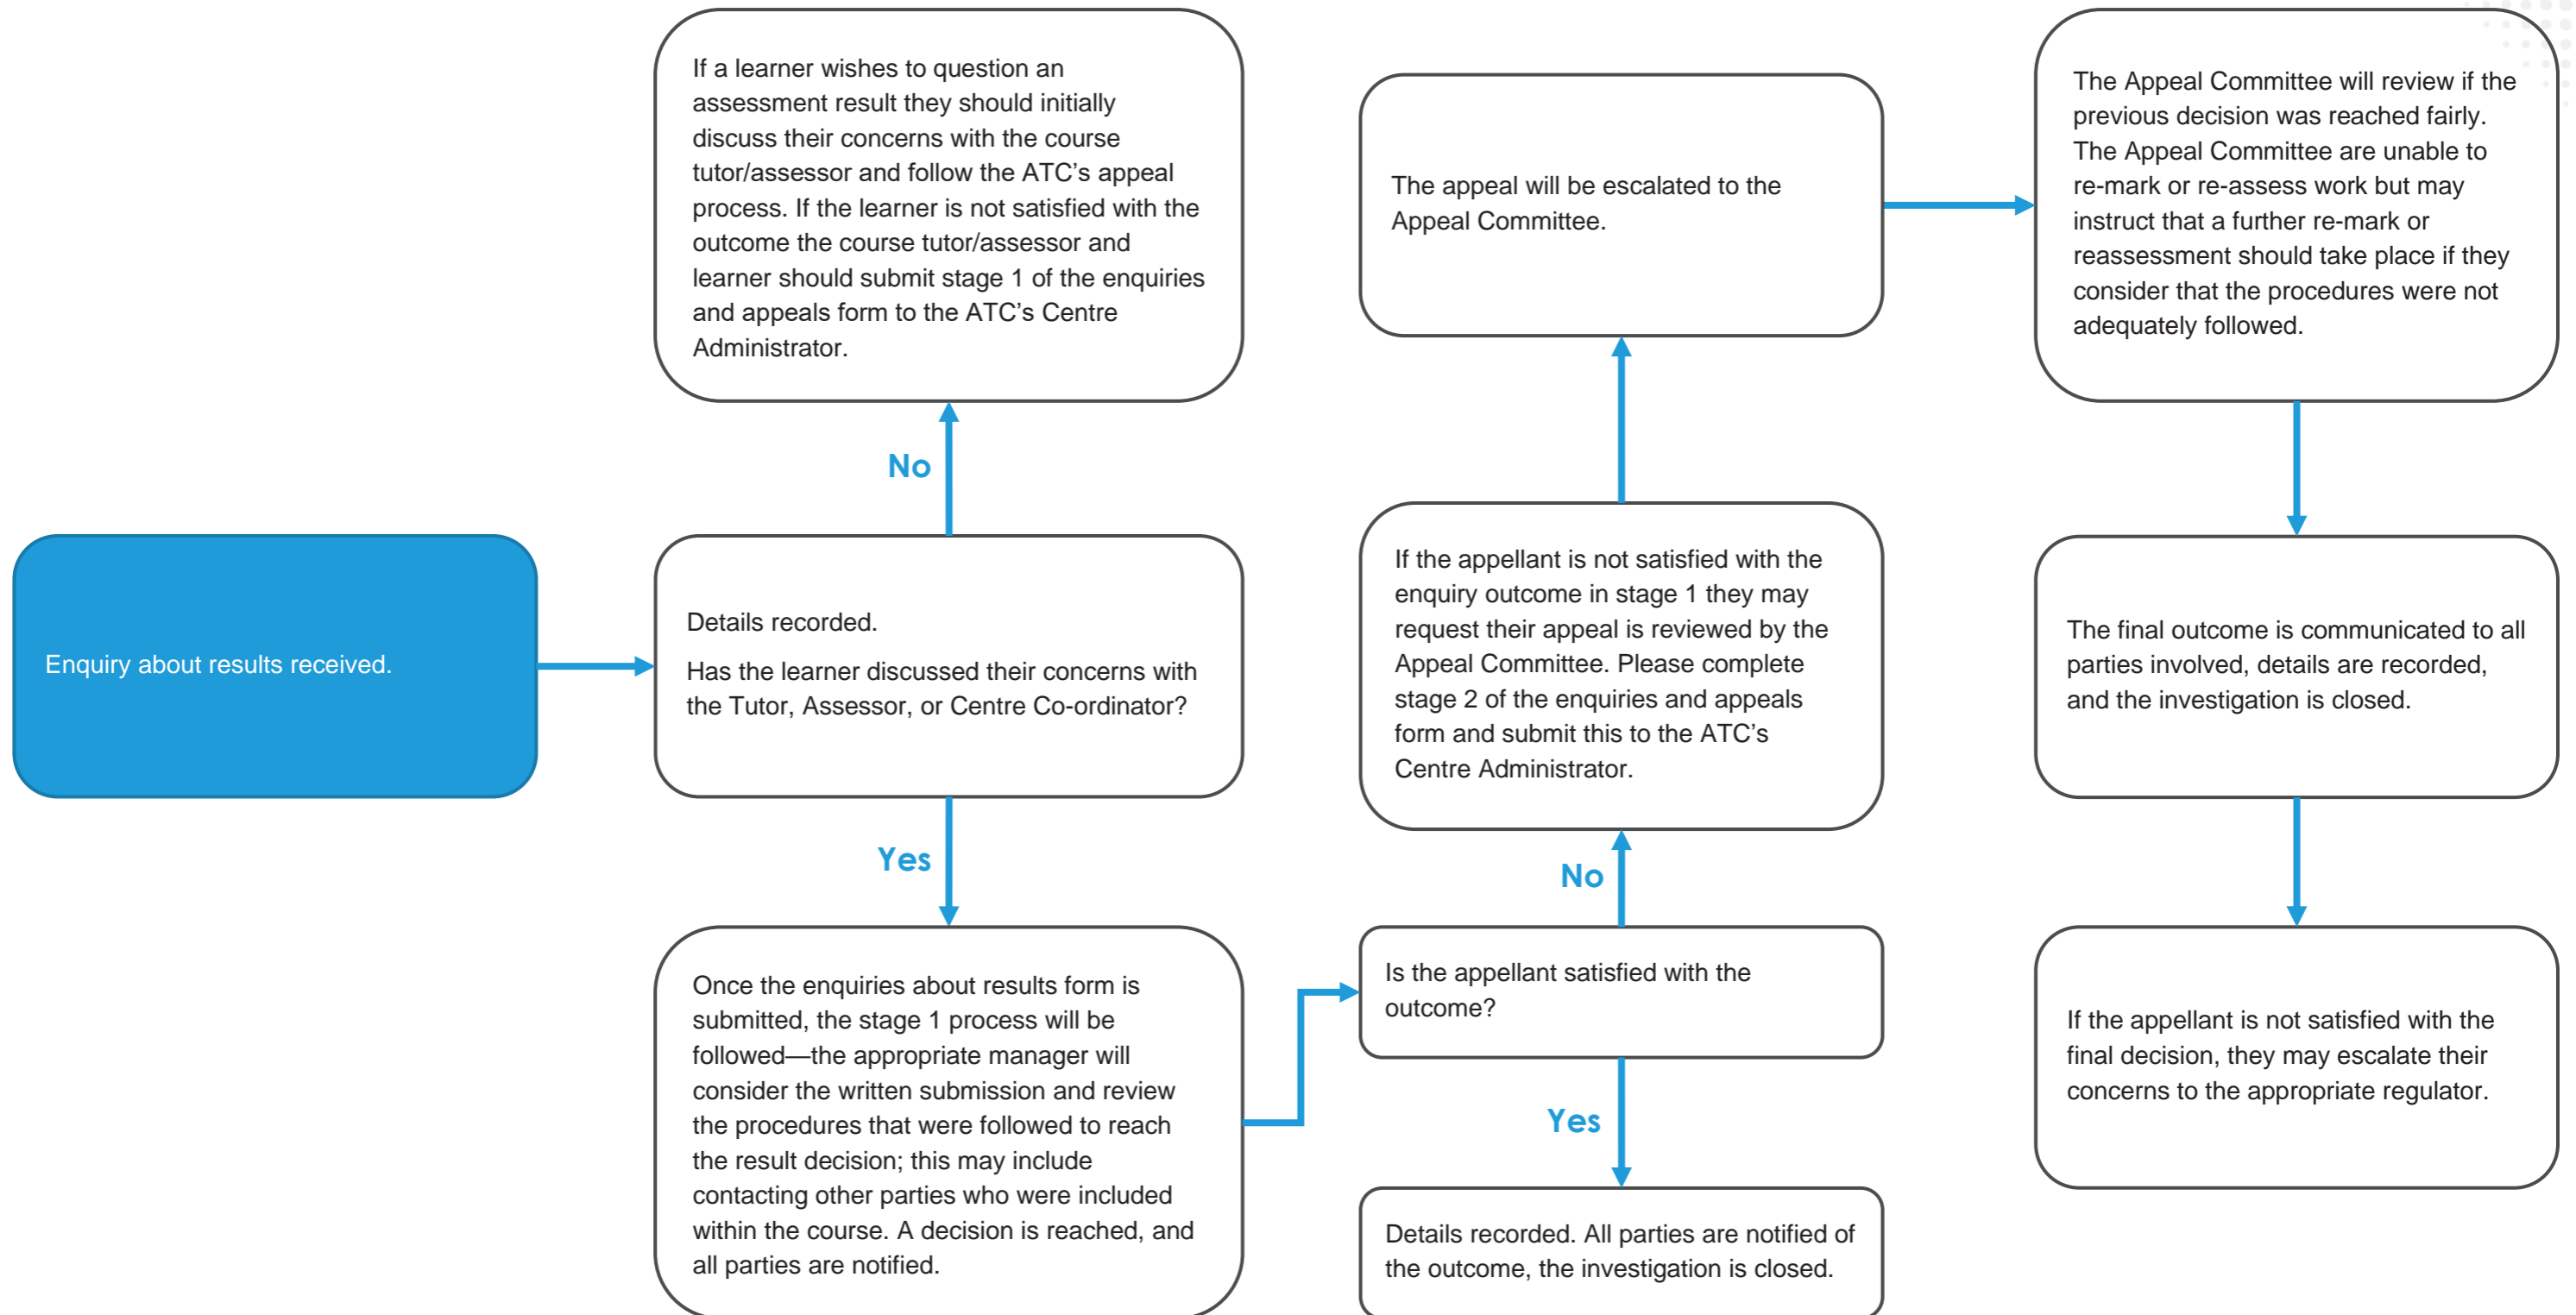 Enquiry about results received.
If a learner wishes to question an
assessment result they should initially
discuss their concerns with the course
tutor/assessor and follow the ATC’s appeal
process. If the learner is not satisfied with the
outcome the course tutor/assessor and
learner should submit stage 1 of the enquiries
and appeals form to the ATC’s Centre
Administrator.
No
Details recorded.
Has the learner discussed their concerns with
the Tutor, Assessor, or Centre Co-ordinator?
Yes
Once the enquiries about results form is
submitted, the stage 1 process will be
followed—the appropriate manager will
consider the written submission and review
the procedures that were followed to reach
the result decision; this may include
contacting other parties who were included
within the course. A decision is reached, and
all parties are notified.
The appeal will be escalated to the
Appeal Committee.
If the appellant is not satisfied with the
enquiry outcome in stage 1 they may
request their appeal is reviewed by the
Appeal Committee. Please complete
stage 2 of the enquiries and appeals
form and submit this to the ATC’s
Centre Administrator.
No
Is the appellant satisfied with the
outcome?
Yes
Details recorded. All parties are notified of
the outcome, the investigation is closed.
The Appeal Committee will review if the
previous decision was reached fairly.
The Appeal Committee are unable to
re-mark or re-assess work but may
instruct that a further re-mark or
reassessment should take place if they
consider that the procedures were not
adequately followed.
The final outcome is communicated to all
parties involved, details are recorded,
and the investigation is closed.
If the appellant is not satisfied with the
final decision, they may escalate their
concerns to the appropriate regulator.